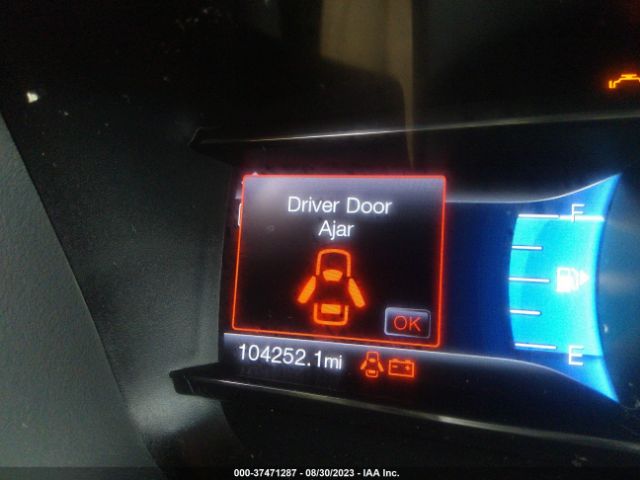 Driver Door
Ajar
OK
104252.1mi
F
E
000-37471287 - 08/30/2023 - IAA Inc.